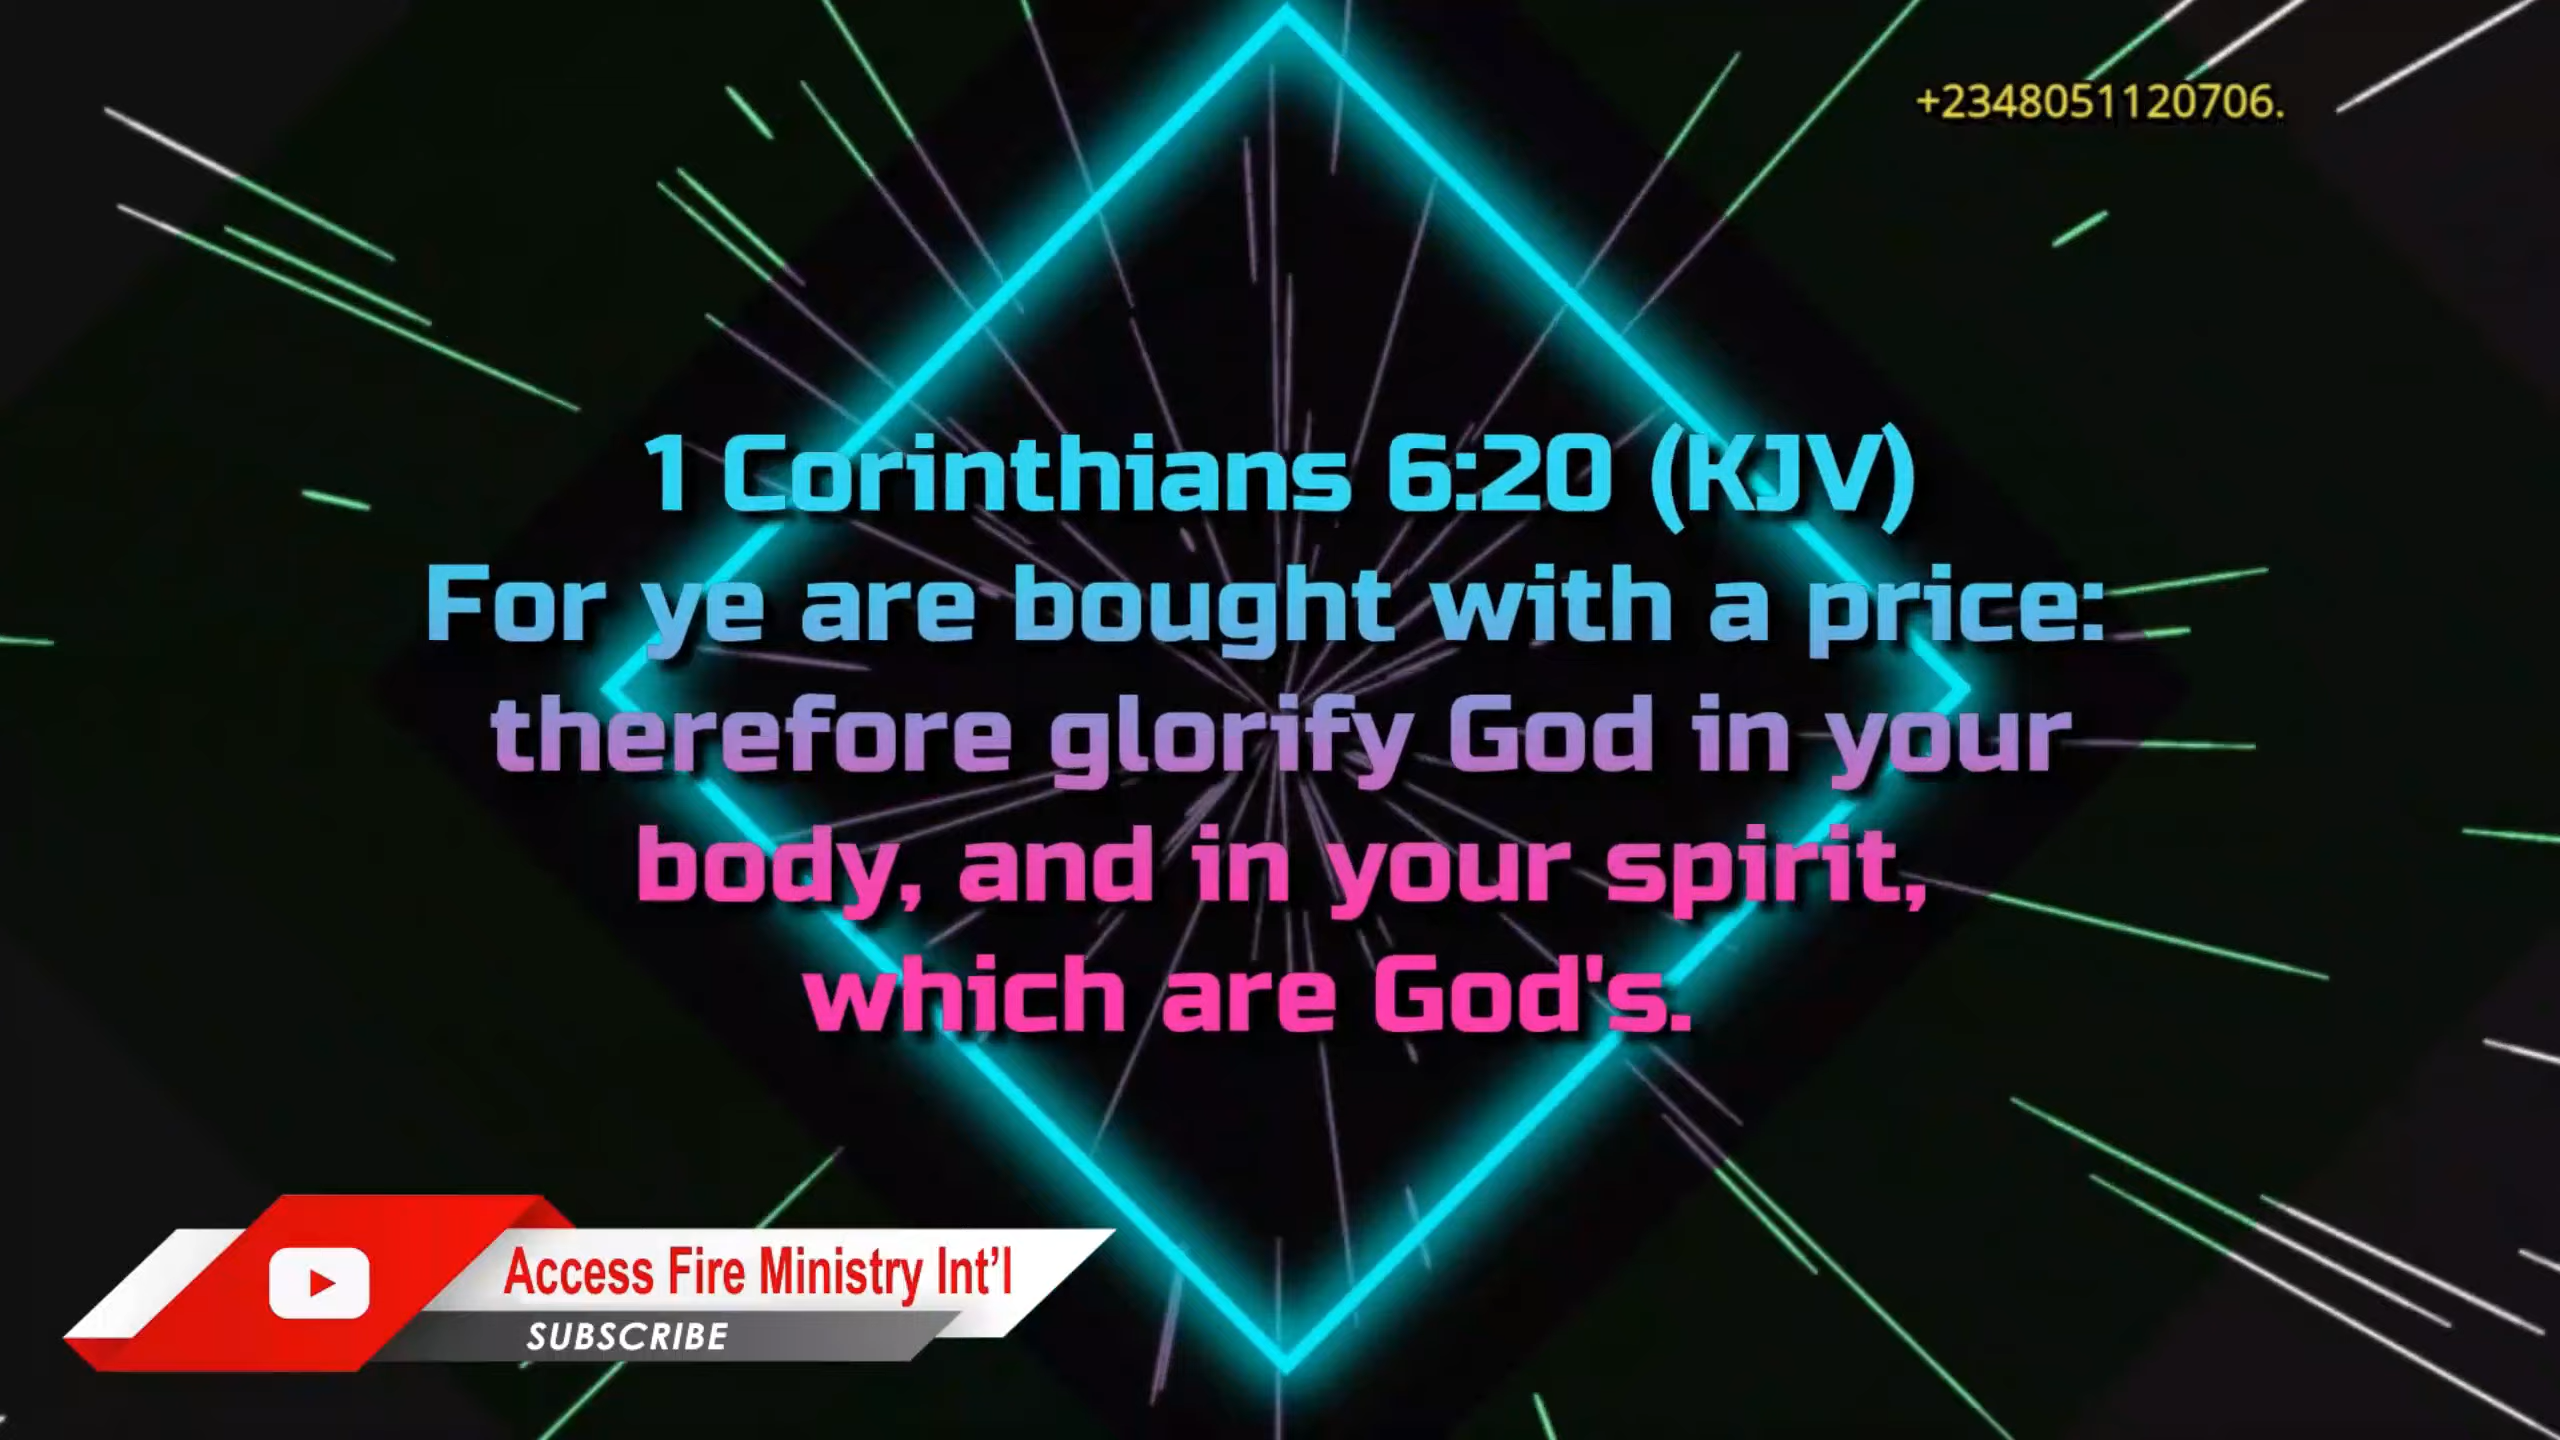 +2348051120706.
1 Corinthians 6:20 (KJV)
For ye are bought with a price:
therefore glorify God in your
body, and in your spirit,
which are God's.
Access Fire Ministry Int’l
SUBSCRIBE